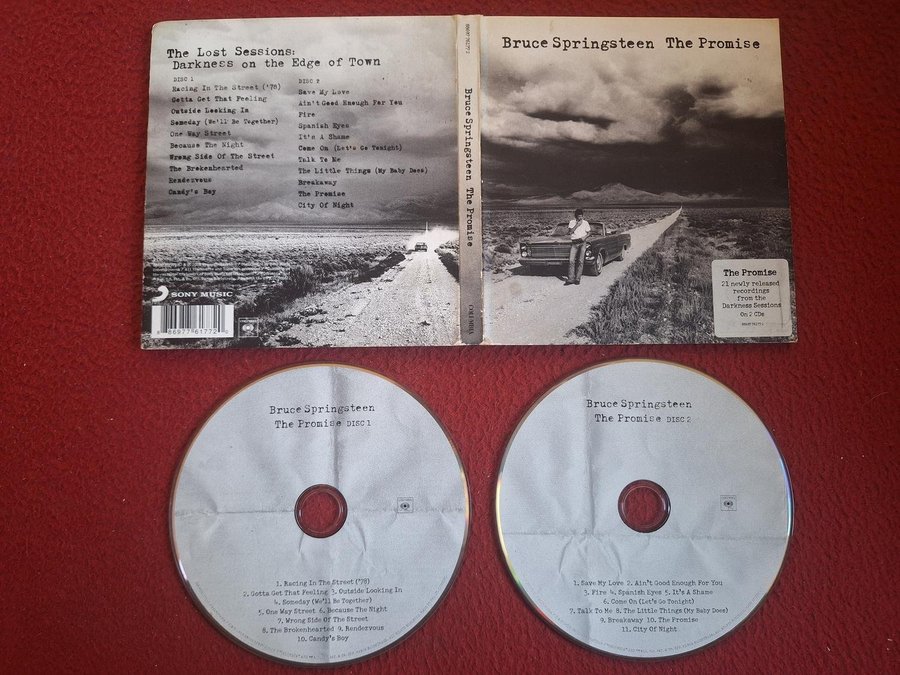 The Lost Sessions:
Darkness on the Edge of Town
DISC 1
Racing In The Street ('78)
Gotta Get That Feeling
Outside Looking In
Someday (We'll Be Together)
One Way Street
Because The Night
Wrong Side Of The Street
The Brokenhearted
Rendezvous
Candy's Boy
DISC 2
Save My Love
Ain't Good Enough For You
Fire
Spanish Eyes
It's A Shame
Come On (Let's Go Tonight)
Talk To Me
The Little Things (My Baby Does)
Breakaway
The Promise
City Of Night
SONY MUSIC
8 86977 61772 6
Bruce Springsteen The Promise
COLUMBIA
Bruce Springsteen The Promise
The Promise
21 newly released
recordings
from the
Darkness Sessions
On 2 CDs
Bruce Springsteen
The Promise DISC 1
1. Racing In The Street ('78)
2. Gotta Get That Feeling 3. Outside Looking In
4. Someday (We'll Be Together)
5. One Way Street 6. Because The Night
7. Wrong Side Of The Street
8. The Brokenhearted 9. Rendezvous
10. Candy's Boy
Bruce Springsteen
The Promise DISC 2
1. Save My Love 2. Ain't Good Enough For You
3. Fire 4. Spanish Eyes 5. It's A Shame
6. Come On (Let's Go Tonight)
7. Talk To Me 8. The Little Things (My Baby Does)
9. Breakaway 10. The Promise
11. City Of Night